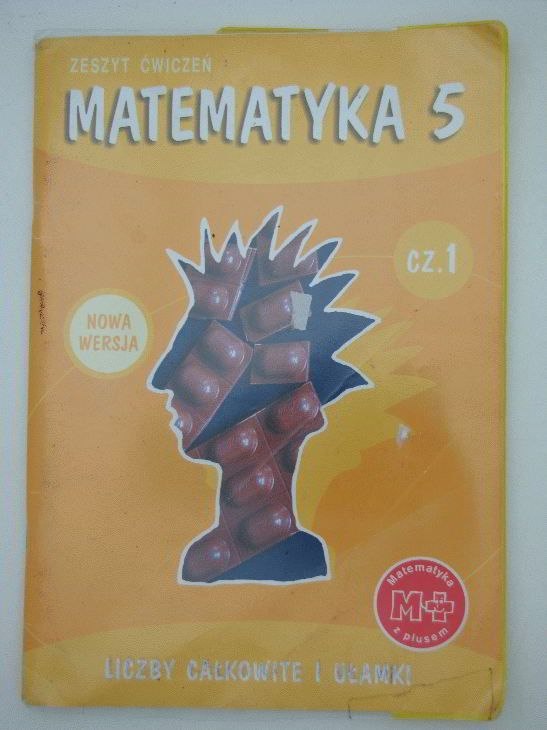 ZESZYT ĆWICZEŃ
MATEMATYKA 5
cz.1
NOWA
WERSJA
Matematyka
M+
z plusem
LICZBY CAŁKOWITE I UŁAMKI